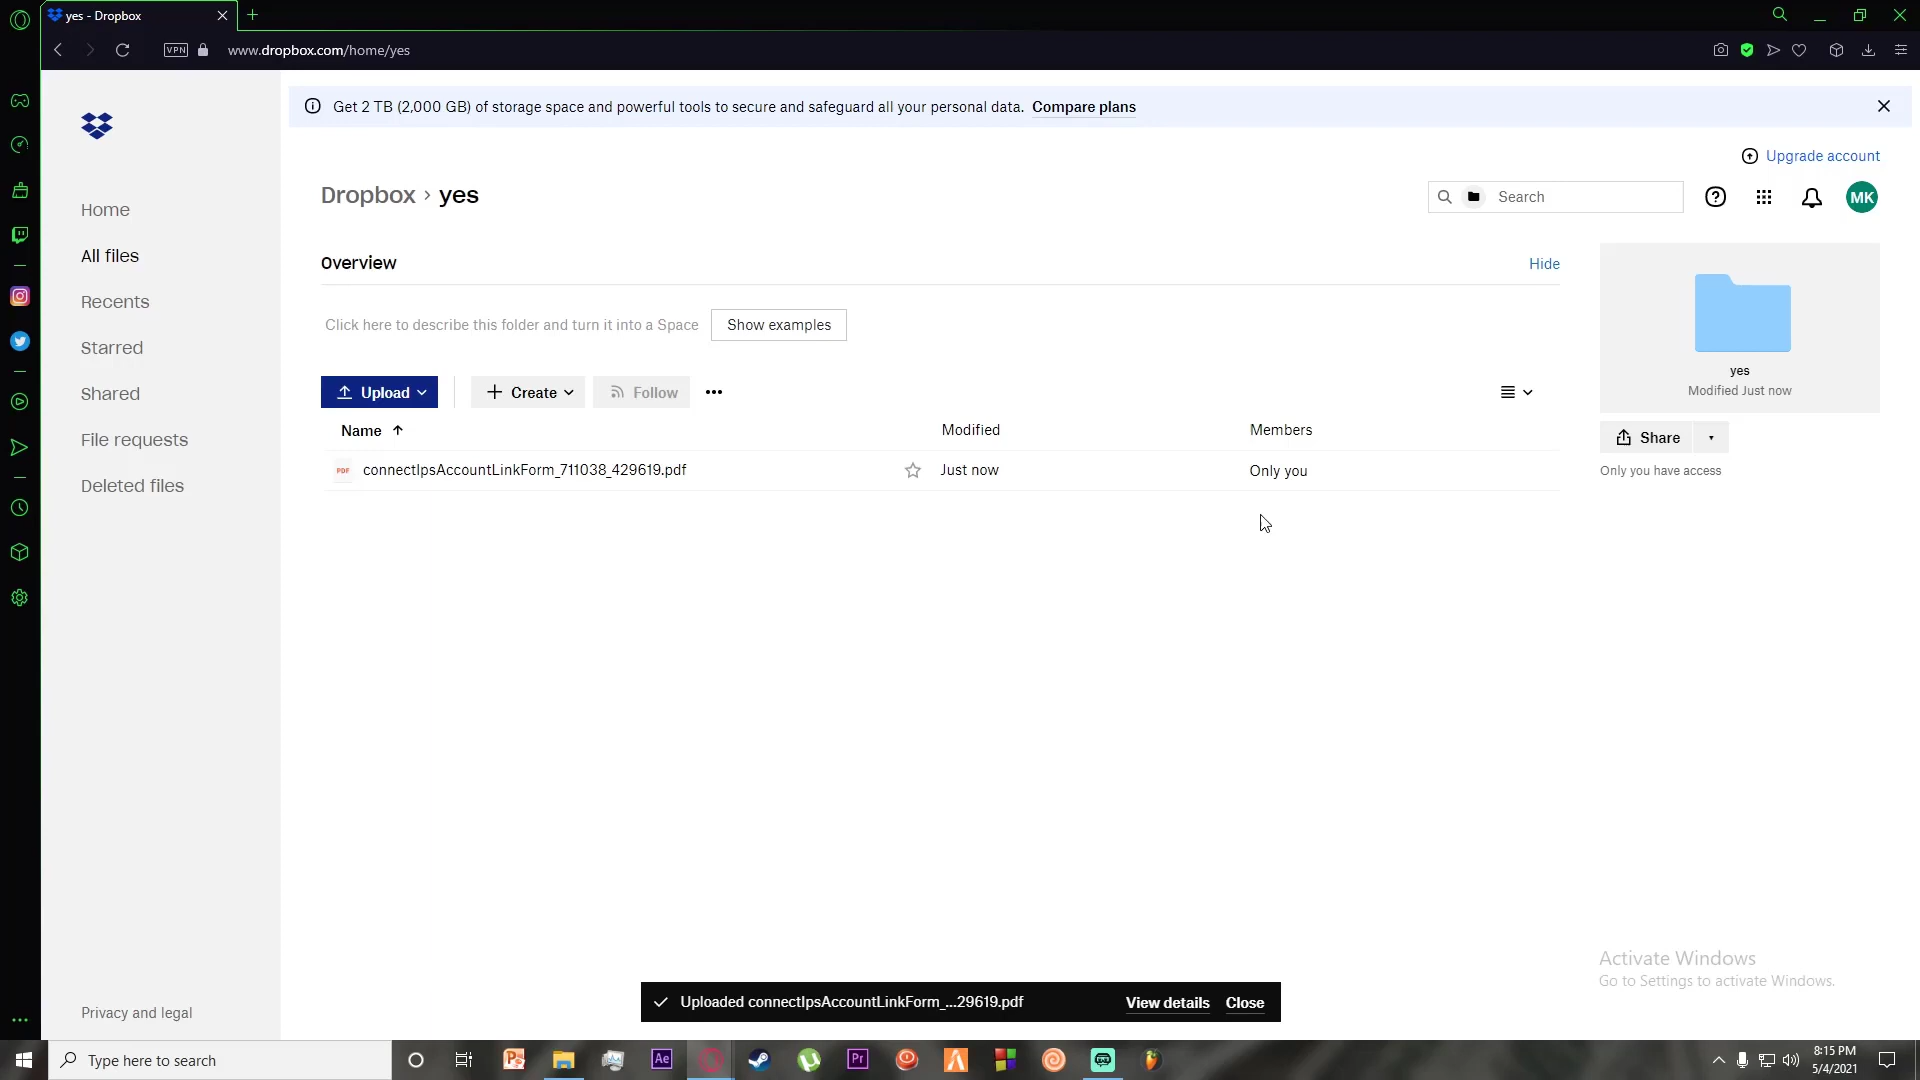 yes - Dropbox
VPN
www.dropbox.com/home/yes
Get 2 TB (2,000 GB) of storage space and powerful tools to secure and safeguard all your personal data. Compare plans
Upgrade account
Dropbox › yes
Search
MK
Home
All files
Recents
Starred
Shared
File requests
Deleted files
Overview
Hide
Click here to describe this folder and turn it into a Space
Show examples
yes
Modified Just now
Upload
Create
Follow
Share
Only you have access
Name
Modified
Members
PDF
connectIpsAccountLinkForm_711038_429619.pdf
Just now
Only you
Activate Windows
Go to Settings to activate Windows.
Uploaded connectIpsAccountLinkForm_...29619.pdf
View details
Close
Privacy and legal
Type here to search
Ae
Pr
8:15 PM
5/4/2021